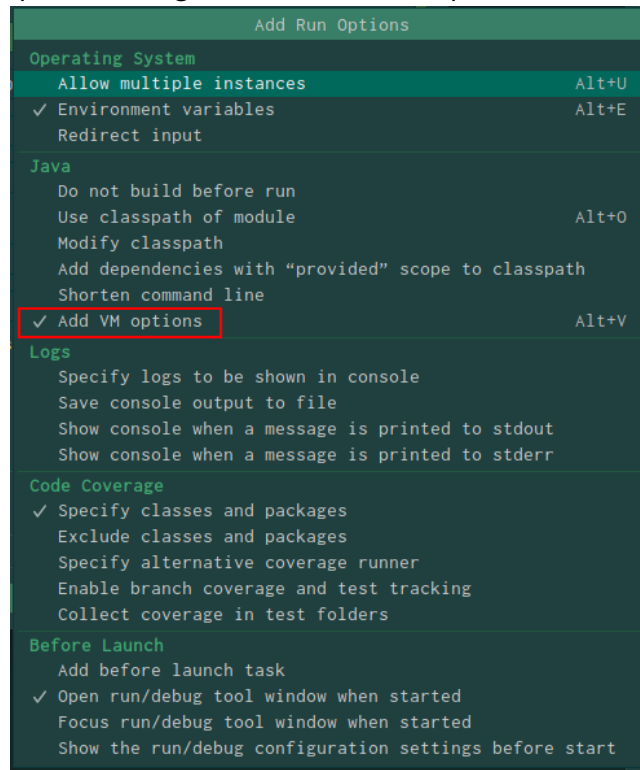 Add Run Options
Operating System
Allow multiple instances Alt+U
✓ Environment variables Alt+E
Redirect input
Java
Do not build before run
Use classpath of module Alt+O
Modify classpath
Add dependencies with “provided” scope to classpath
Shorten command line
✓ Add VM options Alt+V
Logs
Specify logs to be shown in console
Save console output to file
Show console when a message is printed to stdout
Show console when a message is printed to stderr
Code Coverage
✓ Specify classes and packages
Exclude classes and packages
Specify alternative coverage runner
Enable branch coverage and test tracking
Collect coverage in test folders
Before Launch
Add before launch task
✓ Open run/debug tool window when started
Focus run/debug tool window when started
Show the run/debug configuration settings before start